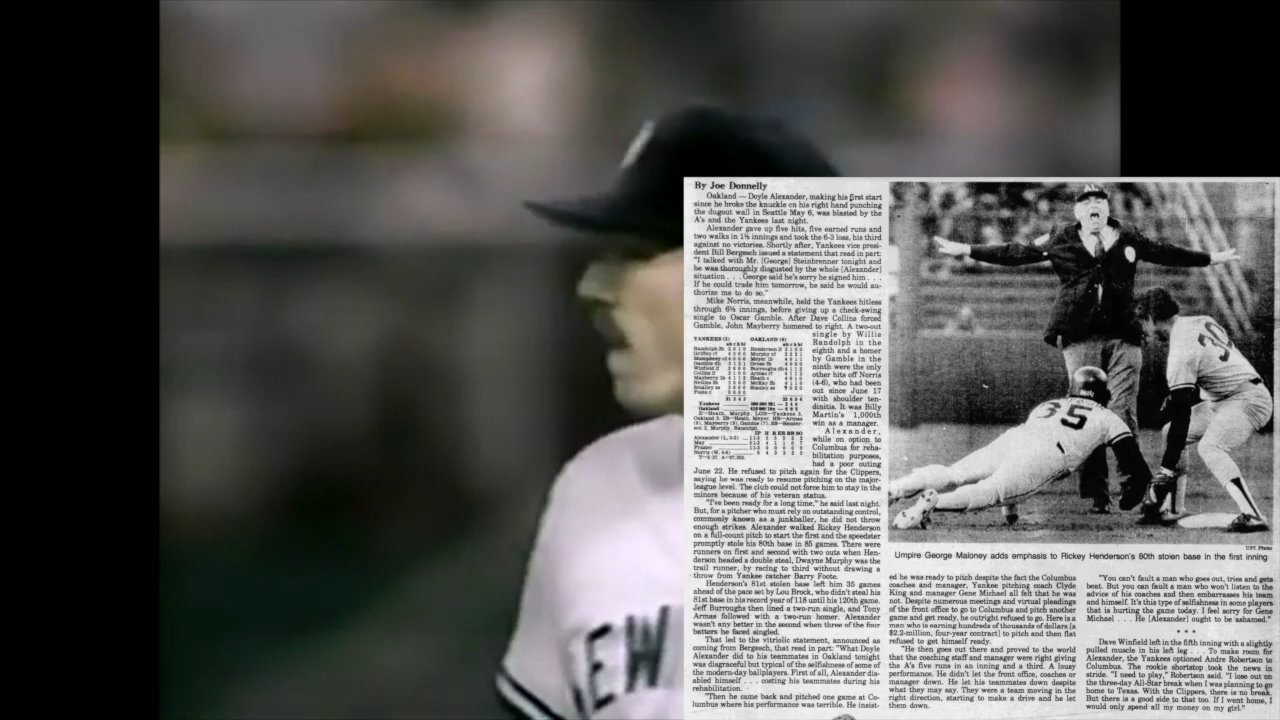 By Joe Donnelly
Oakland — Doyle Alexander, making his first start
since he broke the knuckle on his right hand punching
the dugout wall in Seattle May 6, was blasted by the
A's and the Yankees last night.
Alexander gave up five hits, five earned runs and
two walks in 1⅓ innings and took the 6-3 loss, his third
against no victories. Shortly after, Yankees vice presi-
dent Bill Bergesch issued a statement that read in part:
"I talked with Mr. [George] Steinbrenner tonight and
he was thoroughly disgusted by the whole [Alexander]
situation . . . George said he's sorry he signed him . . .
If he could trade him tomorrow, he said he would au-
thorize me to do so."
Mike Norris, meanwhile, held the Yankees hitless
through 6⅓ innings, before giving up a check-swing
single to Oscar Gamble. After Dave Collins forced
Gamble, John Mayberry homered to right. A two-out
single by Willie
Randolph in the
eighth and a homer
by Gamble in the
ninth were the only
other hits off Norris
(4-6), who had been
out since June 17
with shoulder ten-
dinitis. It was Billy
Martin's 1,000th
win as a manager.
Alexander,
while on option to
Columbus for reha-
bilitation purposes,
had a poor outing
YANKEES (3) OAKLAND (6)
June 22. He refused to pitch again for the Clippers,
saying he was ready to resume pitching on the major-
league level. The club could not force him to stay in the
minors because of his veteran status.
"I've been ready for a long time," he said last night.
But, for a pitcher who must rely on outstanding control,
commonly known as a junkballer, he did not throw
enough strikes. Alexander walked Rickey Henderson
on a full-count pitch to start the first and the speedster
promptly stole his 80th base in 85 games. There were
runners on first and second with two outs when Hen-
derson headed a double steal, Dwayne Murphy was the
trail runner, by racing to third without drawing a
throw from Yankee catcher Barry Foote.
Henderson's 81st stolen base left him 35 games
ahead of the pace set by Lou Brock, who didn't steal his
81st base in his record year of 118 until his 120th game.
Jeff Burroughs then lined a two-run single, and Tony
Armas followed with a two-run homer. Alexander
wasn't any better in the second when three of the four
batters he faced singled.
That led to the vitriolic statement, announced as
coming from Bergesch, that read in part: "What Doyle
Alexander did to his teammates in Oakland tonight
was disgraceful but typical of the selfishness of some of
the modern-day ballplayers. First of all, Alexander dis-
abled himself . . . costing his teammates during his
rehabilitation.
"Then he came back and pitched one game at Co-
lumbus where his performance was terrible. He insist-
35
UPI Photo
Umpire George Maloney adds emphasis to Rickey Henderson's 80th stolen base in the first inning
ed he was ready to pitch despite the fact the Columbus
coaches and manager, Yankee pitching coach Clyde
King and manager Gene Michael all felt that he was
not. Despite numerous meetings and virtual pleadings
of the front office to go to Columbus and pitch another
game and get ready, he outright refused to go. Here is a
man who is earning hundreds of thousands of dollars [a
$2.2-million, four-year contract] to pitch and then flat
refused to get himself ready.
"He then goes out there and proved to the world
that the coaching staff and manager were right giving
the A's five runs in an inning and a third. A lousy
performance. He didn't let the front office, coaches or
manager down. He let his teammates down despite
what they may say. They were a team moving in the
right direction, starting to make a drive and he let
them down.
"You can't fault a man who goes out, tries and gets
beat. But you can fault a man who won't listen to the
advice of his coaches and then embarrasses his team
and himself. It's this type of selfishness in some players
that is hurting the game today. I feel sorry for Gene
Michael . . . He [Alexander] ought to be ashamed."
* * *
Dave Winfield left in the fifth inning with a slightly
pulled muscle in his left leg . . . To make room for
Alexander, the Yankees optioned Andre Robertson to
Columbus. The rookie shortstop took the news in
stride. "I need to play," Robertson said. "I lose out on
the three-day All-Star break when I was planning to go
home to Texas. With the Clippers, there is no break.
But there is a good side to that too. If I went home, I
would only spend all my money on my girl."